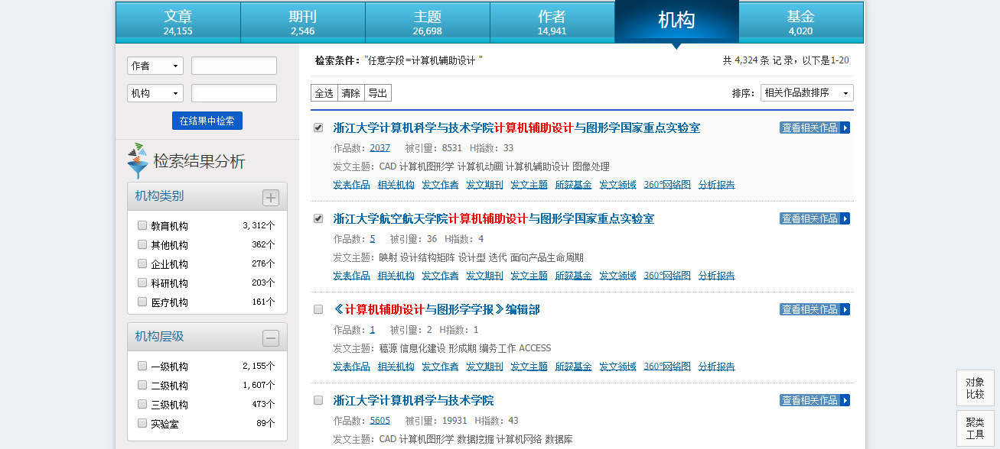 文章
24,155
期刊
2,546
主题
26,698
作者
14,941
机构
基金
4,020
作者
机构
在结果中检索
检索结果分析
机构类别
教育机构 3,312个
其他机构 362个
企业机构 276个
科研机构 203个
医疗机构 161个
机构层级
一级机构 2,155个
二级机构 1,607个
三级机构 473个
实验室 89个
检索条件："任意字段=计算机辅助设计 " 共 4,324 条 记 录，以下是1-20
全选 清除 导出 排序： 相关作品数排序
浙江大学计算机科学与技术学院计算机辅助设计与图形学国家重点实验室 查看相关作品
作品数：2037 被引量：8531 H指数：33
发文主题：CAD 计算机图形学 计算机动画 计算机辅助设计 图像处理
发表作品 相关机构 发文作者 发文期刊 发文主题 所获基金 发文领域 360°网络图 分析报告
浙江大学航空航天学院计算机辅助设计与图形学国家重点实验室 查看相关作品
作品数：5 被引量：36 H指数：4
发文主题：映射 设计结构矩阵 设计型 迭代 面向产品生命周期
发表作品 相关机构 发文作者 发文期刊 发文主题 所获基金 发文领域 360°网络图 分析报告
《计算机辅助设计与图形学学报》编辑部 查看相关作品
作品数：1 被引量：2 H指数：1
发文主题：稿源 信息化建设 形成期 编务工作 ACCESS
发表作品 相关机构 发文作者 发文期刊 发文主题 所获基金 发文领域 360°网络图 分析报告
浙江大学计算机科学与技术学院 查看相关作品
作品数：5605 被引量：19931 H指数：43
发文主题：CAD 计算机图形学 数据挖掘 计算机网络 数据库
对象
比较
聚类
工具